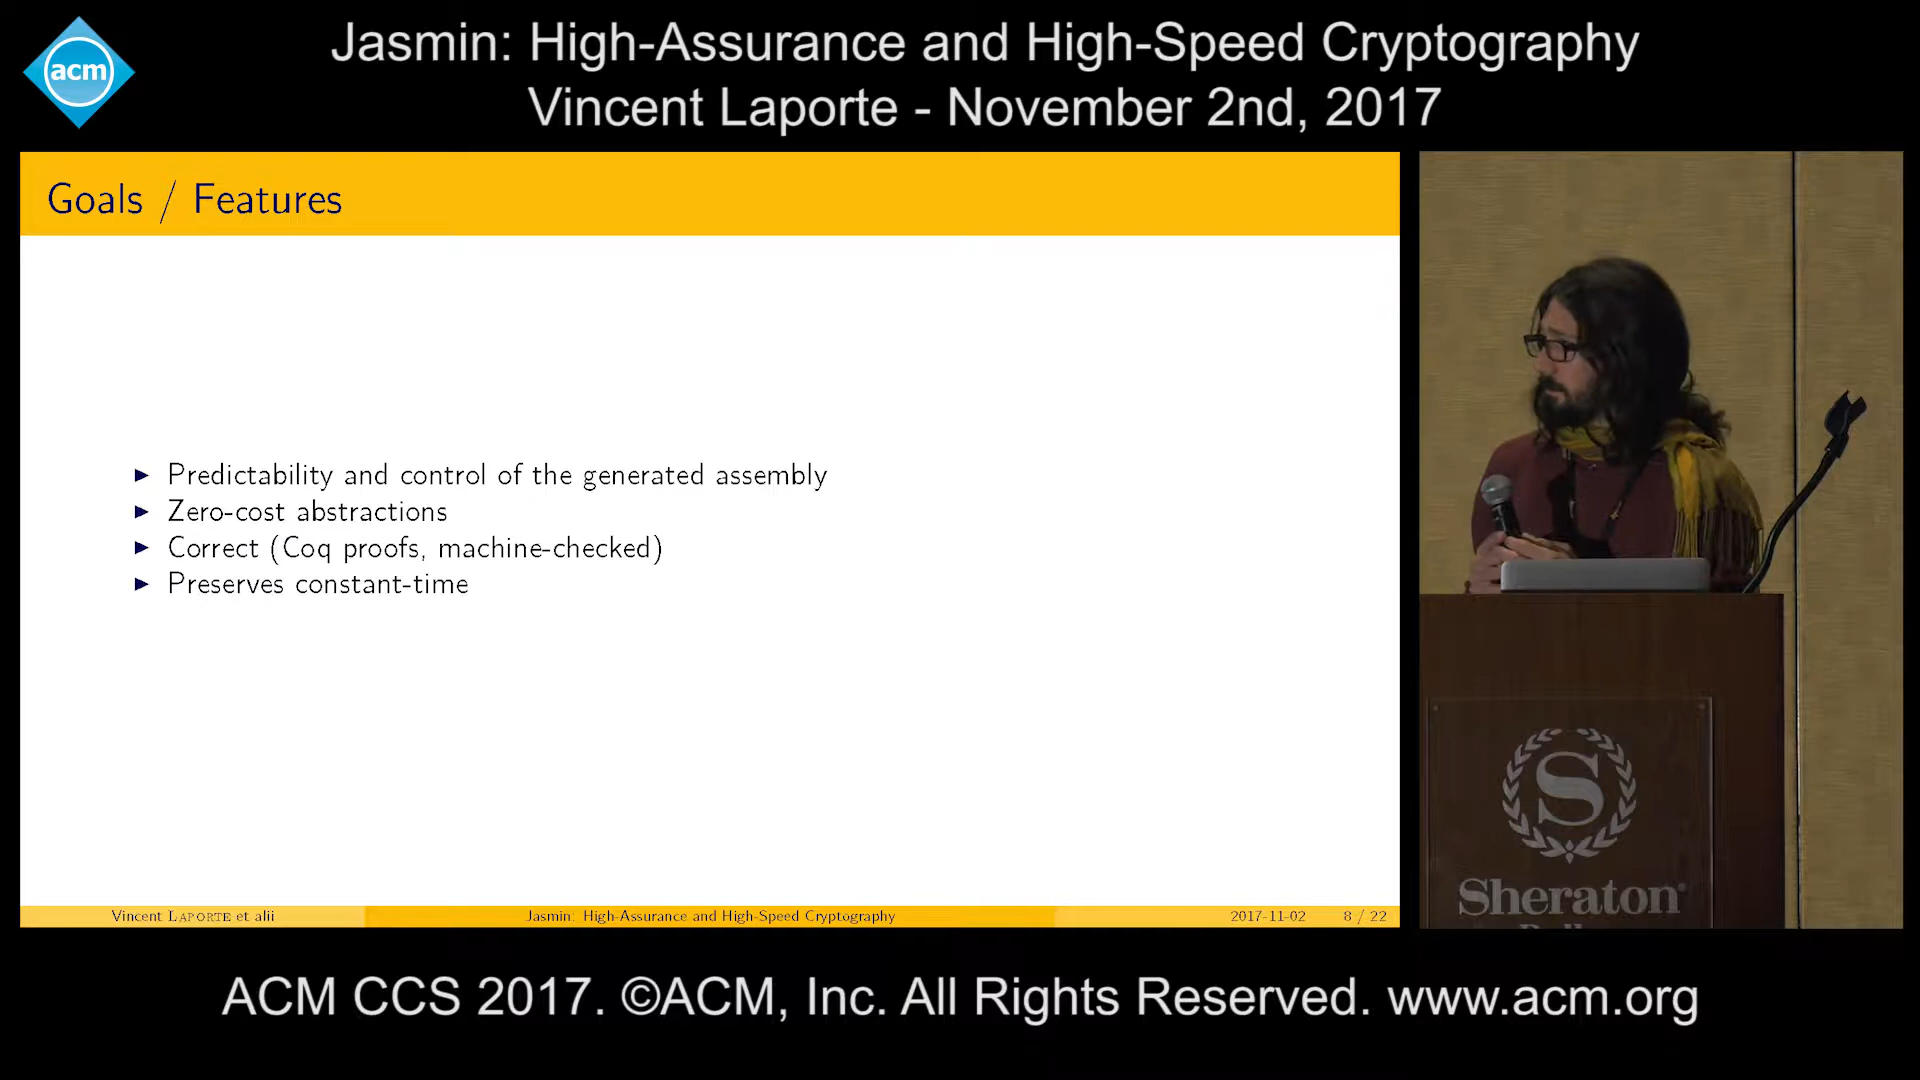 acm
Jasmin: High-Assurance and High-Speed Cryptography
Vincent Laporte - November 2nd, 2017
Goals / Features
Predictability and control of the generated assembly
Zero-cost abstractions
Correct (Coq proofs, machine-checked)
Preserves constant-time
Vincent Laporte et alii
Jasmin: High-Assurance and High-Speed Cryptography
2017-11-02
8 / 22
S
Sheraton
ACM CCS 2017. ©ACM, Inc. All Rights Reserved. www.acm.org